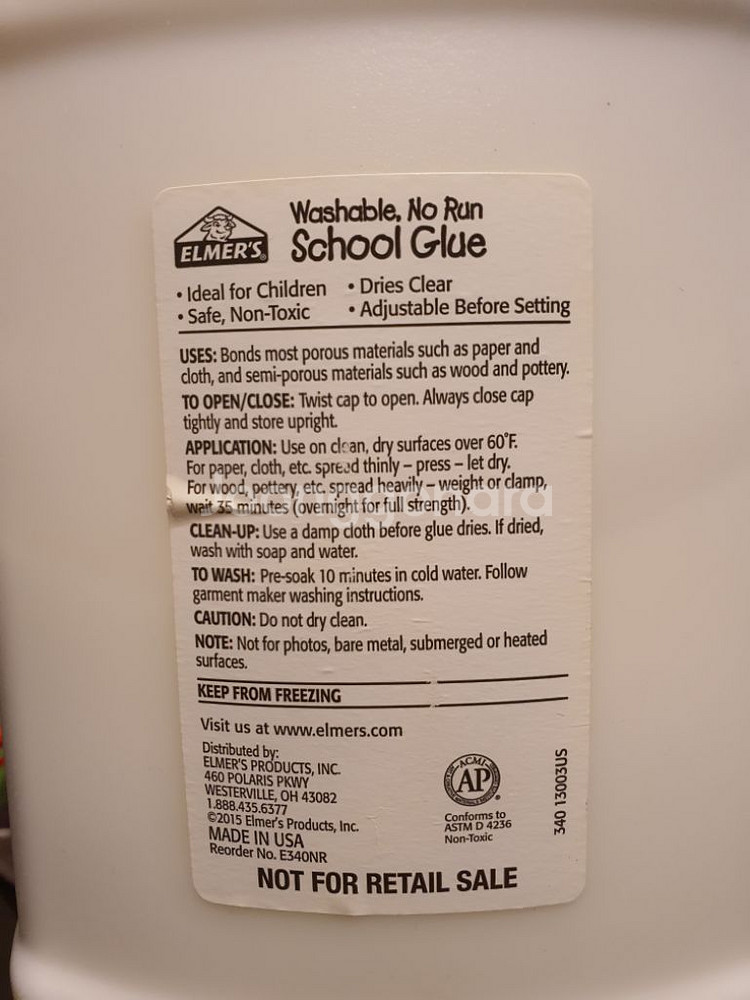 Washable, No Run
ELMER'S®
School Glue
• Ideal for Children
• Dries Clear
• Safe, Non-Toxic
• Adjustable Before Setting
USES: Bonds most porous materials such as paper and
cloth, and semi-porous materials such as wood and pottery.
TO OPEN/CLOSE: Twist cap to open. Always close cap
tightly and store upright.
APPLICATION: Use on clean, dry surfaces over 60°F.
For paper, cloth, etc. spread thinly – press – let dry.
For wood, pottery, etc. spread heavily – weight or clamp,
wait 35 minutes (overnight for full strength).
CLEAN-UP: Use a damp cloth before glue dries. If dried,
wash with soap and water.
TO WASH: Pre-soak 10 minutes in cold water. Follow
garment maker washing instructions.
CAUTION: Do not dry clean.
NOTE: Not for photos, bare metal, submerged or heated
surfaces.
KEEP FROM FREEZING
Visit us at www.elmers.com
Distributed by:
ELMER'S PRODUCTS, INC.
460 POLARIS PKWY
WESTERVILLE, OH 43082
1.888.435.6377
©2015 Elmer's Products, Inc.
MADE IN USA
Reorder No. E340NR
ACMI
AP
Conforms to
ASTM D 4236
Non-Toxic
340 13003US
NOT FOR RETAIL SALE